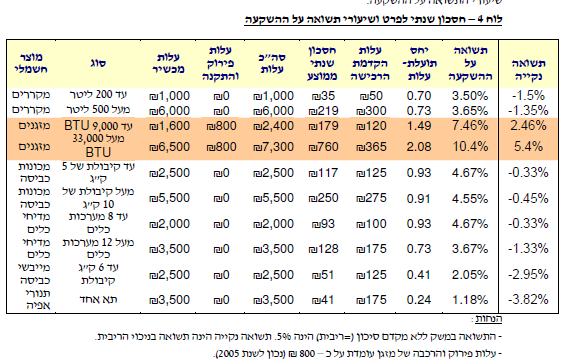 שיעורי התשואה על ההשקעה.
לוח 4 – חסכון שנתי לפרט ושיעורי תשואה על ההשקעה
מוצר חשמלי סוג עלות מכשיר עלות פירוק והתקנה סה״כ עלות חסכון שנתי ממוצע עלות הקדמת הרכישה יחס תועלת-עלות תשואה על ההשקעה תשואה נקייה
מקררים עד 200 ליטר ₪1,000 ₪0 ₪1,000 ₪35 ₪50 0.70 3.50% -1.5%
מקררים מעל 500 ליטר ₪6,000 ₪0 ₪6,000 ₪219 ₪300 0.73 3.65% -1.35%
מזגנים עד 9,000 BTU ₪1,600 ₪800 ₪2,400 ₪179 ₪120 1.49 7.46% 2.46%
מזגנים מעל 33,000 BTU ₪6,500 ₪800 ₪7,300 ₪760 ₪365 2.08 10.4% 5.4%
מכונות כביסה עד קיבולת של 5 ק״ג ₪2,500 ₪0 ₪2,500 ₪117 ₪125 0.93 4.67% -0.33%
מכונות כביסה מעל קיבולת של 10 ק״ג ₪5,500 ₪0 ₪5,500 ₪250 ₪275 0.91 4.55% -0.45%
מדיחי כלים עד 8 מערכות כלים ₪2,000 ₪0 ₪2,000 ₪93 ₪100 0.93 4.67% -0.33%
מדיחי כלים מעל 12 מערכות כלים ₪3,500 ₪0 ₪3,500 ₪128 ₪175 0.73 3.67% -1.33%
מייבשי כביסה עד 6 ק״ג קיבולת ₪2,500 ₪0 ₪2,500 ₪51 ₪125 0.41 2.05% -2.95%
תנורי אפיה תא אחד ₪3,500 ₪0 ₪3,500 ₪41 ₪175 0.24 1.18% -3.82%
הנחות:
- התשואה במשק ללא מקדם סיכון (=ריבית) הינה 5%. תשואה נקייה הינה תשואה בניכוי הריבית.
- עלות פירוק והרכבה של מזגן עומדת על כ – 800 ₪ (נכון לשנת 2005).